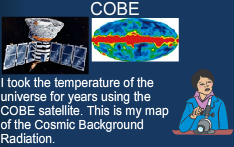 COBE
I took the temperature of the
universe for years using the
COBE satellite. This is my map
of the Cosmic Background
Radiation.